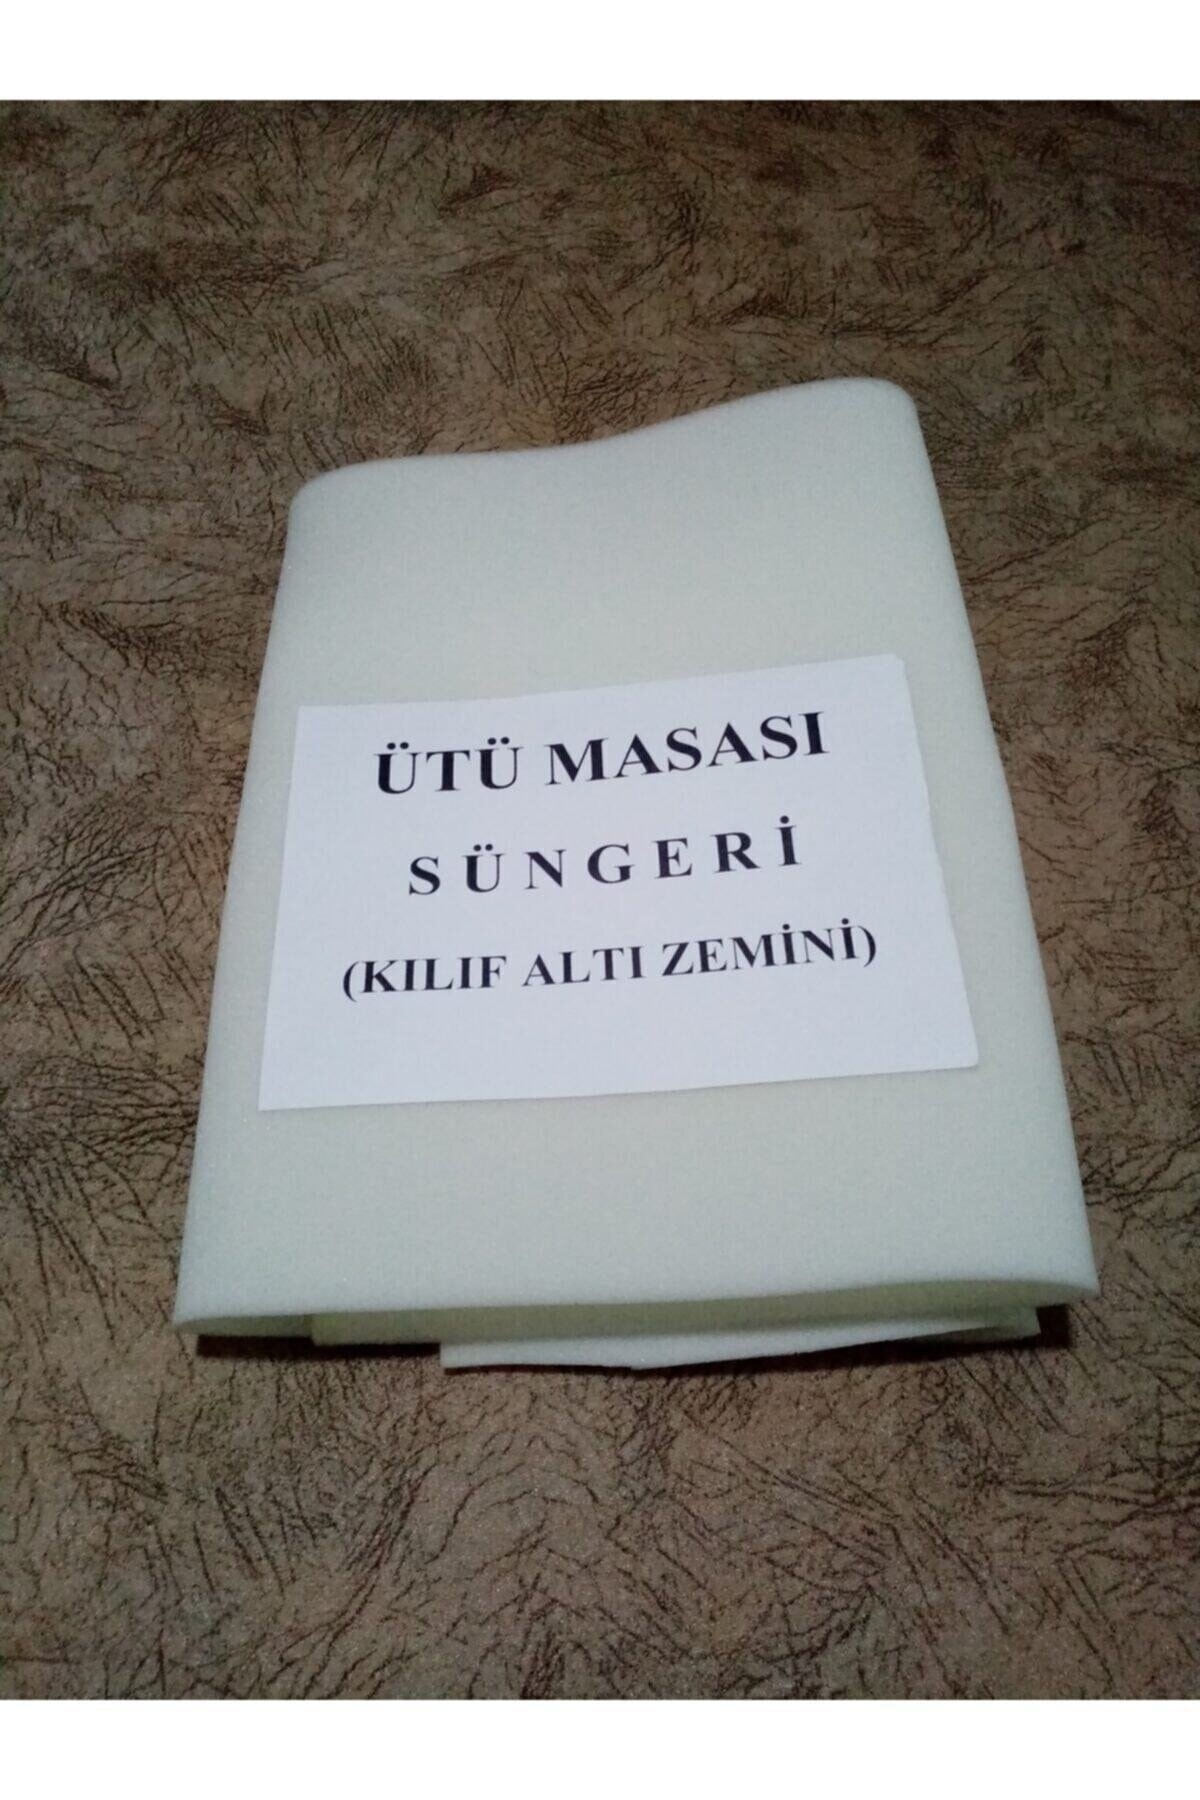 ÜTÜ MASASI
SÜNGERİ
(KILIF ALTI ZEMİNİ)